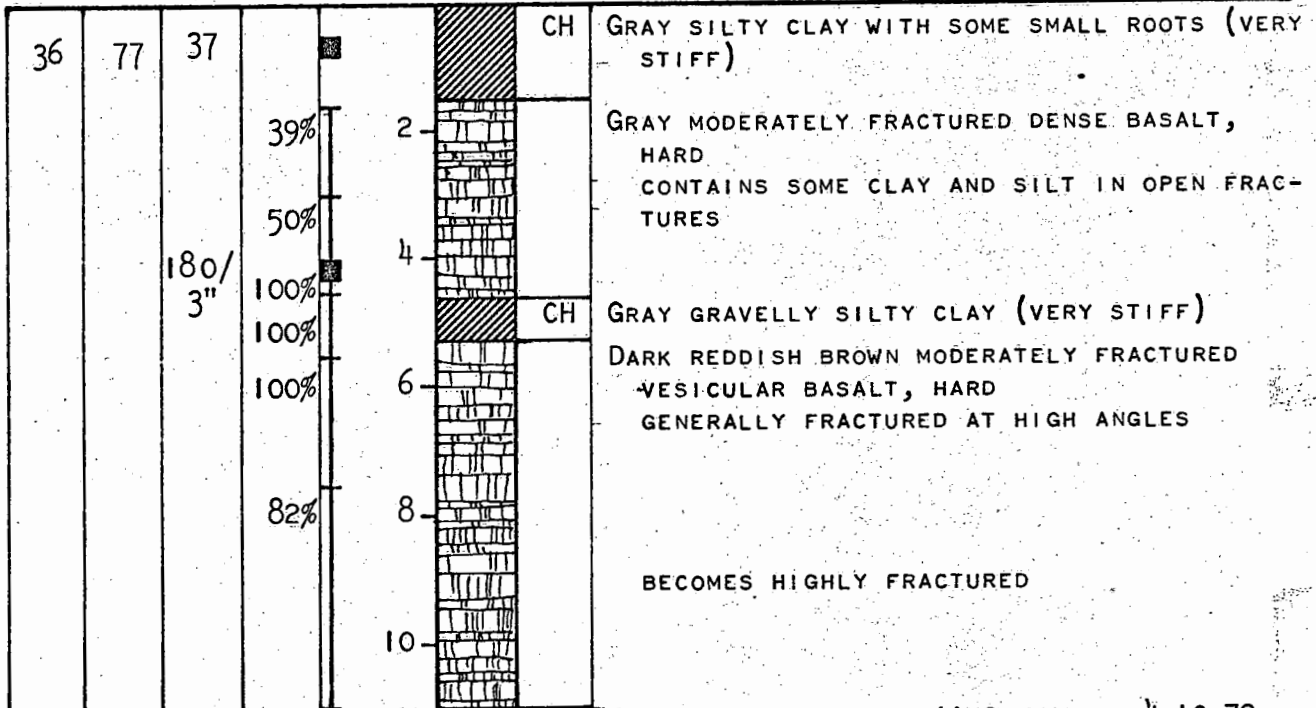 36 77 37 CH GRAY SILTY CLAY WITH SOME SMALL ROOTS (VERY
STIFF)
39% 2 GRAY MODERATELY FRACTURED DENSE BASALT,
HARD
CONTAINS SOME CLAY AND SILT IN OPEN FRAC-
50% TURES
180/ 4
3" 100%
CH GRAY GRAVELLY SILTY CLAY (VERY STIFF)
100%
DARK REDDISH BROWN MODERATELY FRACTURED
100% 6 VESICULAR BASALT, HARD
GENERALLY FRACTURED AT HIGH ANGLES
82% 8
BECOMES HIGHLY FRACTURED
10